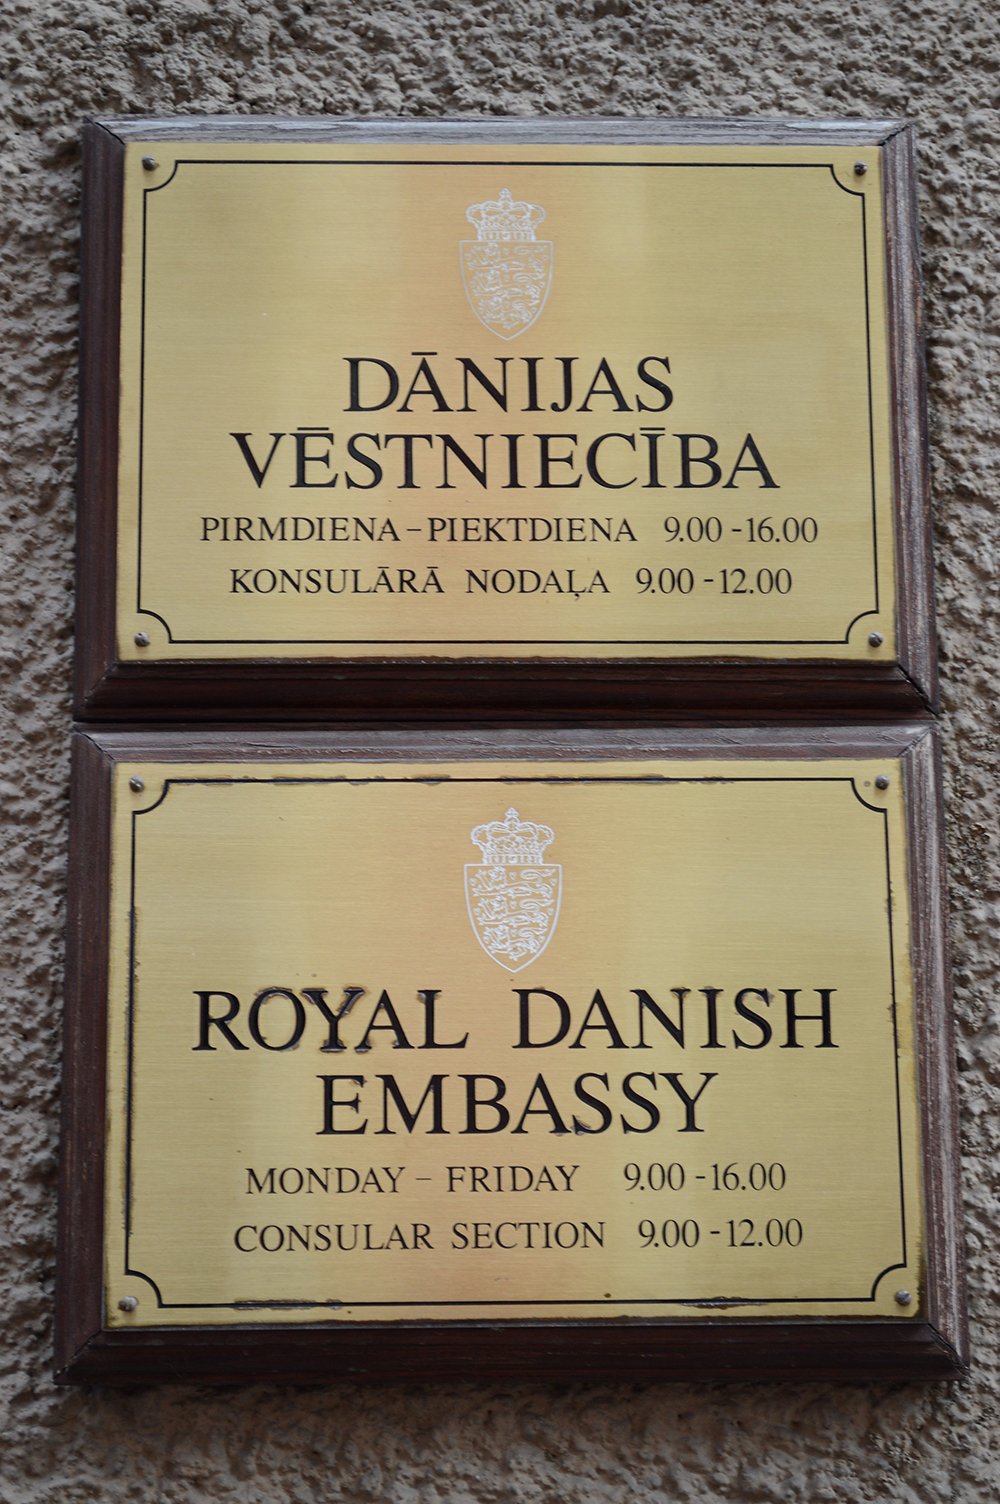 DĀNIJAS
VĒSTNIECĪBA
PIRMDIENA – PIEKTDIENA 9.00 - 16.00
KONSULĀRĀ NODAĻA 9.00 - 12.00
ROYAL DANISH
EMBASSY
MONDAY – FRIDAY 9.00 - 16.00
CONSULAR SECTION 9.00 - 12.00